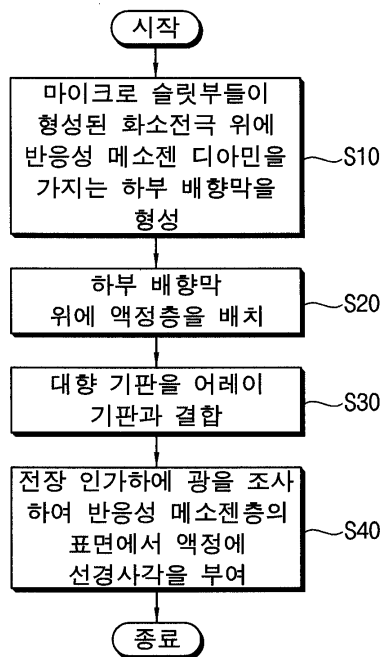 시작
마이크로 슬릿부들이
형성된 화소전극 위에
반응성 메소젠 디아민을
가지는 하부 배향막을
형성
S10
하부 배향막
위에 액정층을 배치
S20
대향 기판을 어레이
기판과 결합
S30
전장 인가하에 광을 조사
하여 반응성 메소젠층의
표면에서 액정에
선경사각을 부여
S40
종료